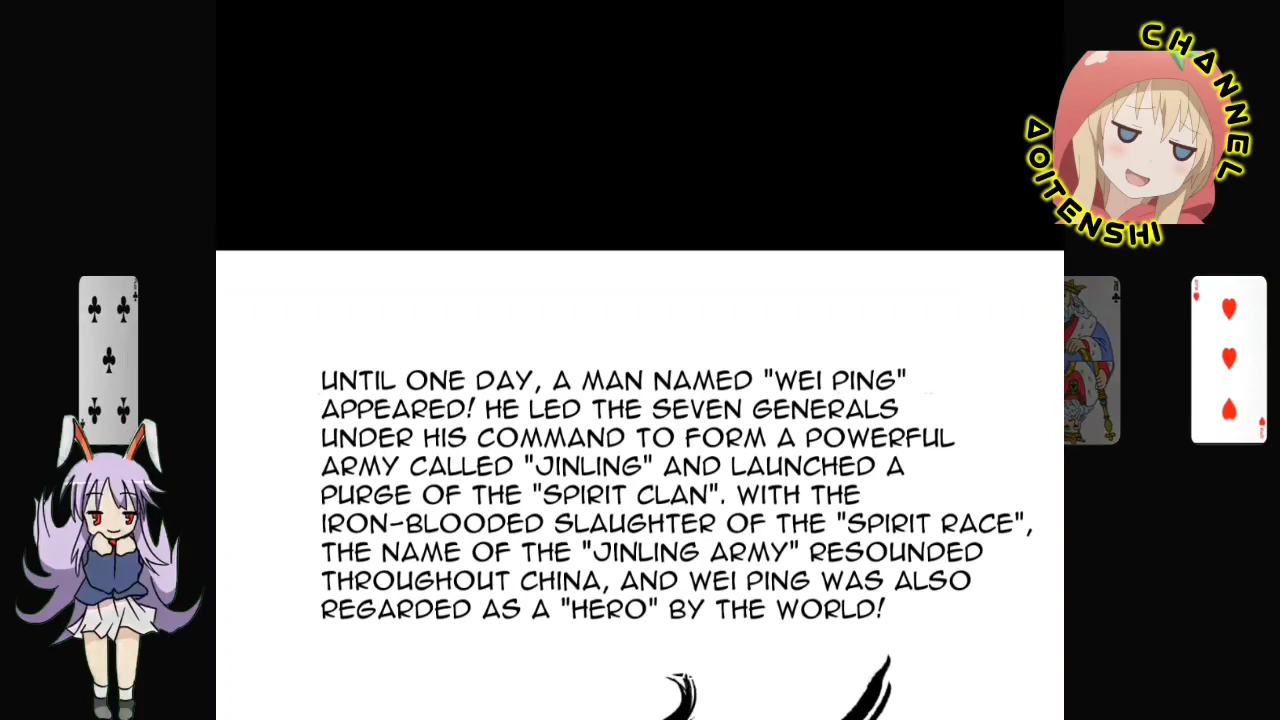 CHANNEL
AOITENSHI
UNTIL ONE DAY, A MAN NAMED "WEI PING"
APPEARED! HE LED THE SEVEN GENERALS
UNDER HIS COMMAND TO FORM A POWERFUL
ARMY CALLED "JINLING" AND LAUNCHED A
PURGE OF THE "SPIRIT CLAN". WITH THE
IRON-BLOODED SLAUGHTER OF THE "SPIRIT RACE",
THE NAME OF THE "JINLING ARMY" RESOUNDED
THROUGHOUT CHINA, AND WEI PING WAS ALSO
REGARDED AS A "HERO" BY THE WORLD!